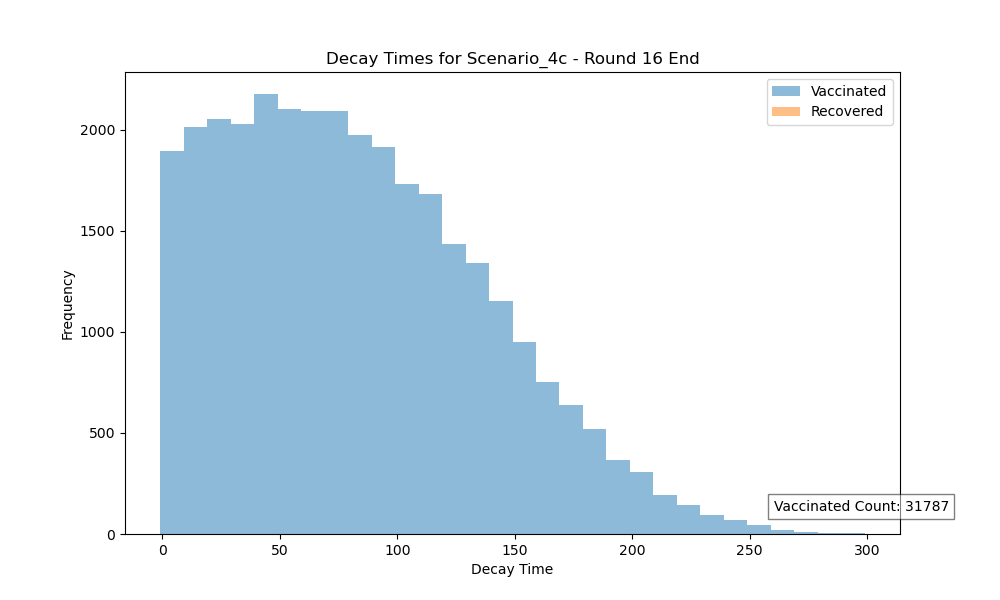 Decay Times for Scenario_4c - Round 16 End
Vaccinated
Recovered
2000
1500
1000
500
0
Frequency
Vaccinated Count: 31787
0 50 100 150 200 250 300
Decay Time